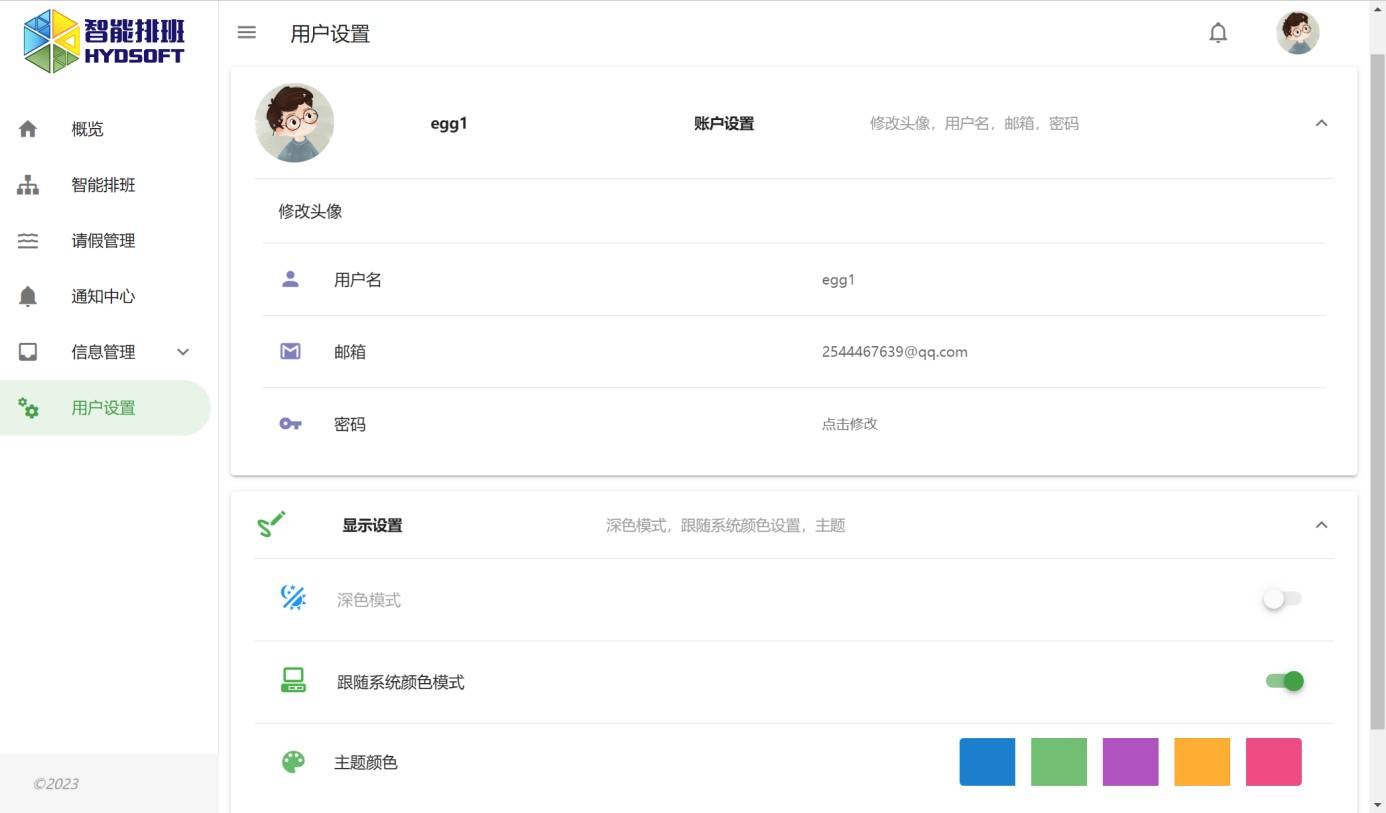 智能排班
HYDSOFT
用户设置
概览
智能排班
请假管理
通知中心
信息管理
用户设置
©2023
egg1 账户设置 修改头像，用户名，邮箱，密码
修改头像
用户名 egg1
邮箱 2544467639@qq.com
密码 点击修改
显示设置 深色模式，跟随系统颜色设置，主题
深色模式
跟随系统颜色模式
主题颜色